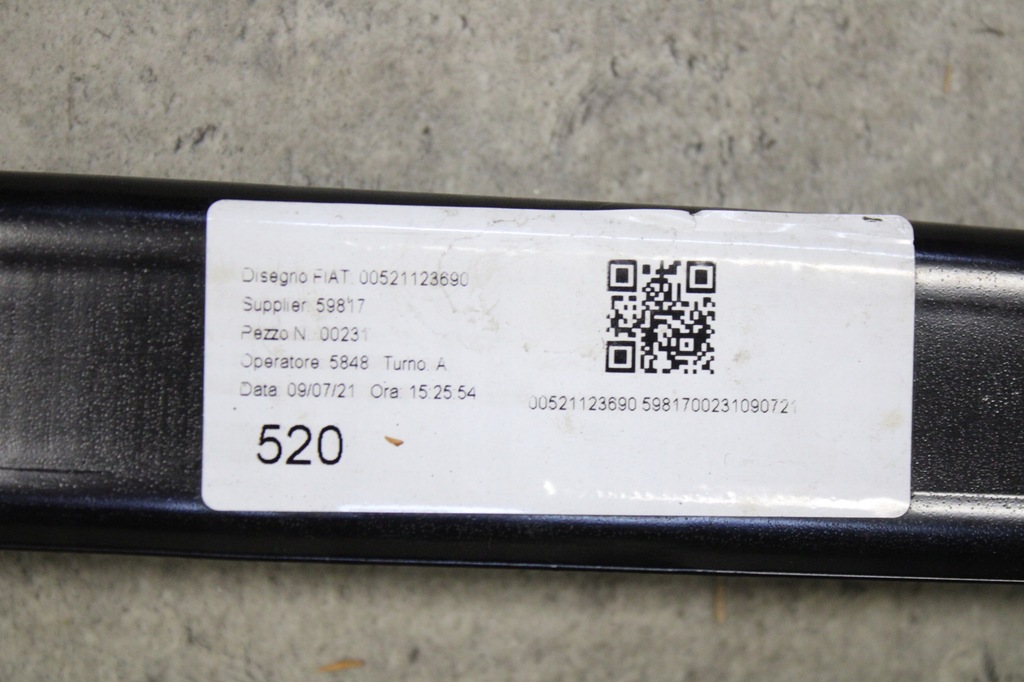 Disegno FIAT: 00521123690
Supplier: 59817
Pezzo N.: 00231
Operatore: 5848 Turno: A
Data: 09/07/21 Ora: 15:25:54
520
00521123690 5981700231090721